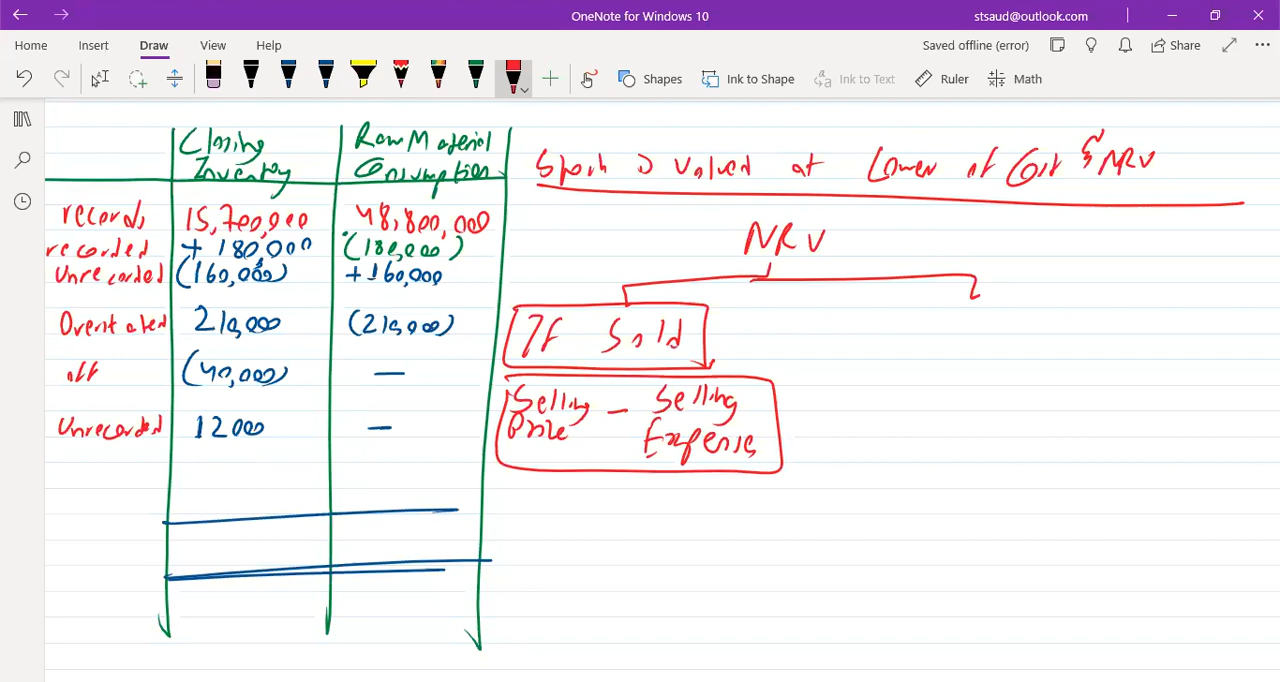 OneNote for Windows 10
stsaud@outlook.com
Home Insert Draw View Help
Saved offline (error) Share
Shapes Ink to Shape Ink to Text Ruler Math
Closing Inventory
Raw Material Consumption
records 15,700,000 48,800,000
recorded + 180,000 (180,000)
Unrecorded (160,000) +160,000
Overstated 210,000 (210,000)
off (40,000) —
Unrecorded 12000 —
Stock is Valued at Lower of Cost & NRV
NRV
If Sold
Selling Price — Selling Expense